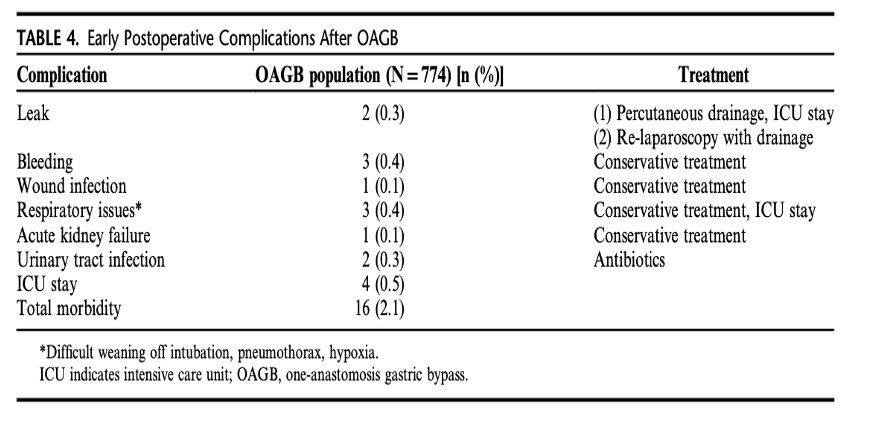 TABLE 4. Early Postoperative Complications After OAGB
Complication OAGB population (N = 774) [n (%)] Treatment
Leak 2 (0.3) (1) Percutaneous drainage, ICU stay
(2) Re-laparoscopy with drainage
Bleeding 3 (0.4) Conservative treatment
Wound infection 1 (0.1) Conservative treatment
Respiratory issues* 3 (0.4) Conservative treatment, ICU stay
Acute kidney failure 1 (0.1) Conservative treatment
Urinary tract infection 2 (0.3) Antibiotics
ICU stay 4 (0.5)
Total morbidity 16 (2.1)
*Difficult weaning off intubation, pneumothorax, hypoxia.
ICU indicates intensive care unit; OAGB, one-anastomosis gastric bypass.